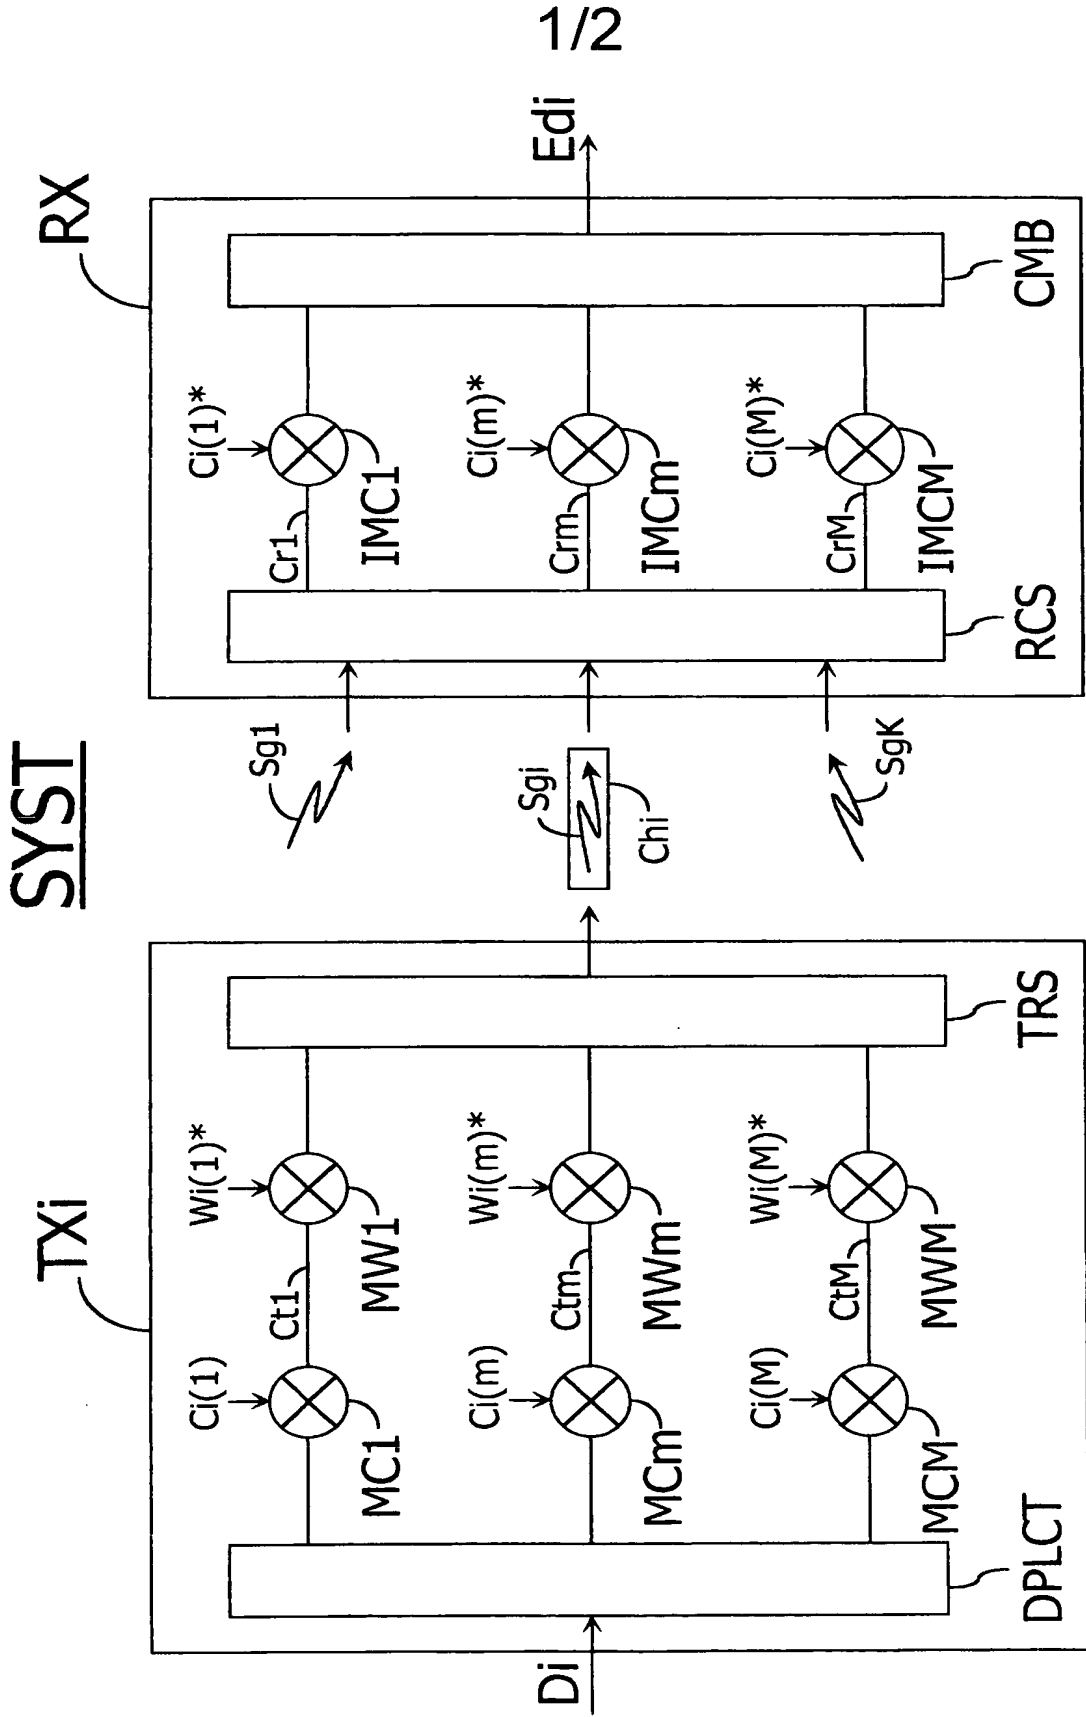 1/2
SYST
TXi
RX
Di
DPLCT
Ci(1)
MC1
Ct1
Wi(1)*
MW1
Ci(m)
MCm
Ctm
Wi(m)*
MWm
Ci(M)
MCM
CtM
Wi(M)*
MWM
TRS
Sg1
Sgi
Chi
SgK
RCS
Cr1
Ci(1)*
IMC1
Crm
Ci(m)*
IMCm
CrM
Ci(M)*
IMCM
CMB
Edi